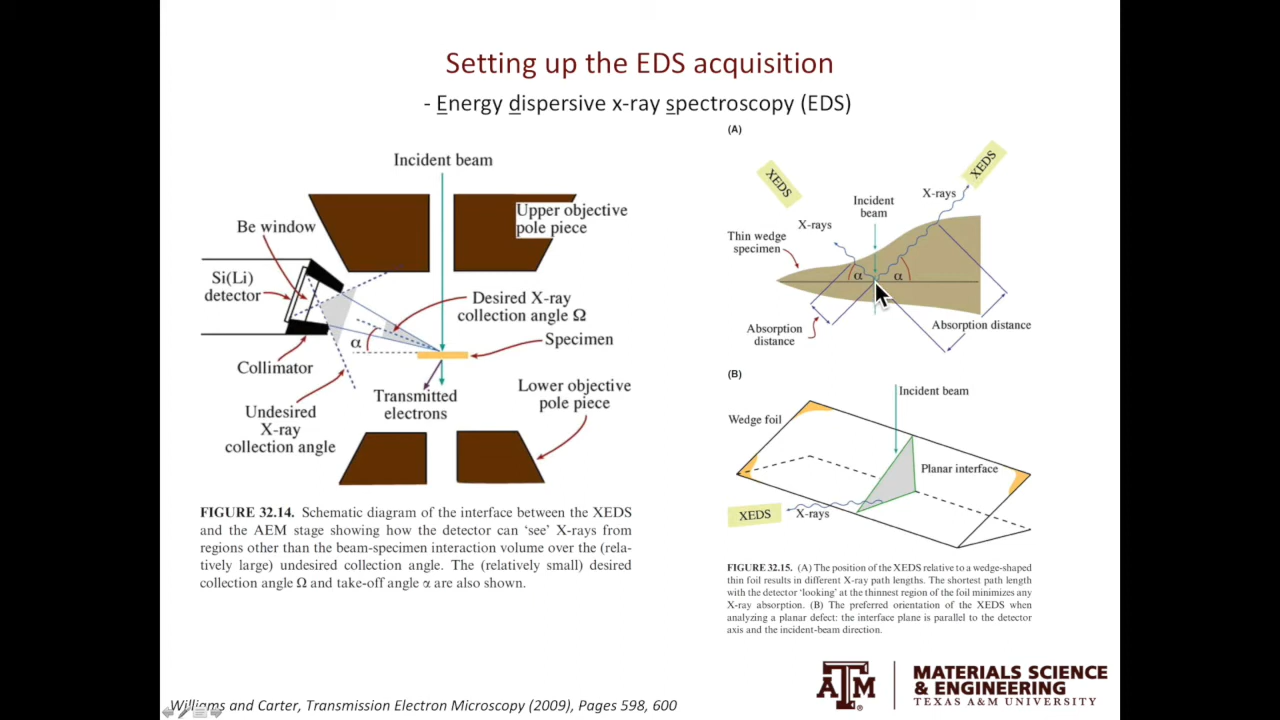 Setting up the EDS acquisition
- Energy dispersive x-ray spectroscopy (EDS)
Incident beam
Upper objective
pole piece
Be window
Si(Li)
detector
Desired X-ray
collection angle Ω
α
Specimen
Collimator
Transmitted
electrons
Lower objective
pole piece
Undesired
X-ray
collection angle
FIGURE 32.14. Schematic diagram of the interface between the XEDS
and the AEM stage showing how the detector can ‘see’ X-rays from
regions other than the beam-specimen interaction volume over the (rela-
tively large) undesired collection angle. The (relatively small) desired
collection angle Ω and take-off angle α are also shown.
(A)
XEDS
XEDS
X-rays
Incident
beam
X-rays
Thin wedge
specimen
α
α
Absorption
distance
Absorption distance
(B)
Incident beam
Wedge foil
Planar interface
XEDS
X-rays
FIGURE 32.15. (A) The position of the XEDS relative to a wedge-shaped
thin foil results in different X-ray path lengths. The shortest path length
with the detector ‘looking’ at the thinnest region of the foil minimizes any
X-ray absorption. (B) The preferred orientation of the XEDS when
analyzing a planar defect: the interface plane is parallel to the detector
axis and the incident-beam direction.
Williams and Carter, Transmission Electron Microscopy (2009), Pages 598, 600
ATM
MATERIALS SCIENCE
& ENGINEERING
TEXAS A&M UNIVERSITY